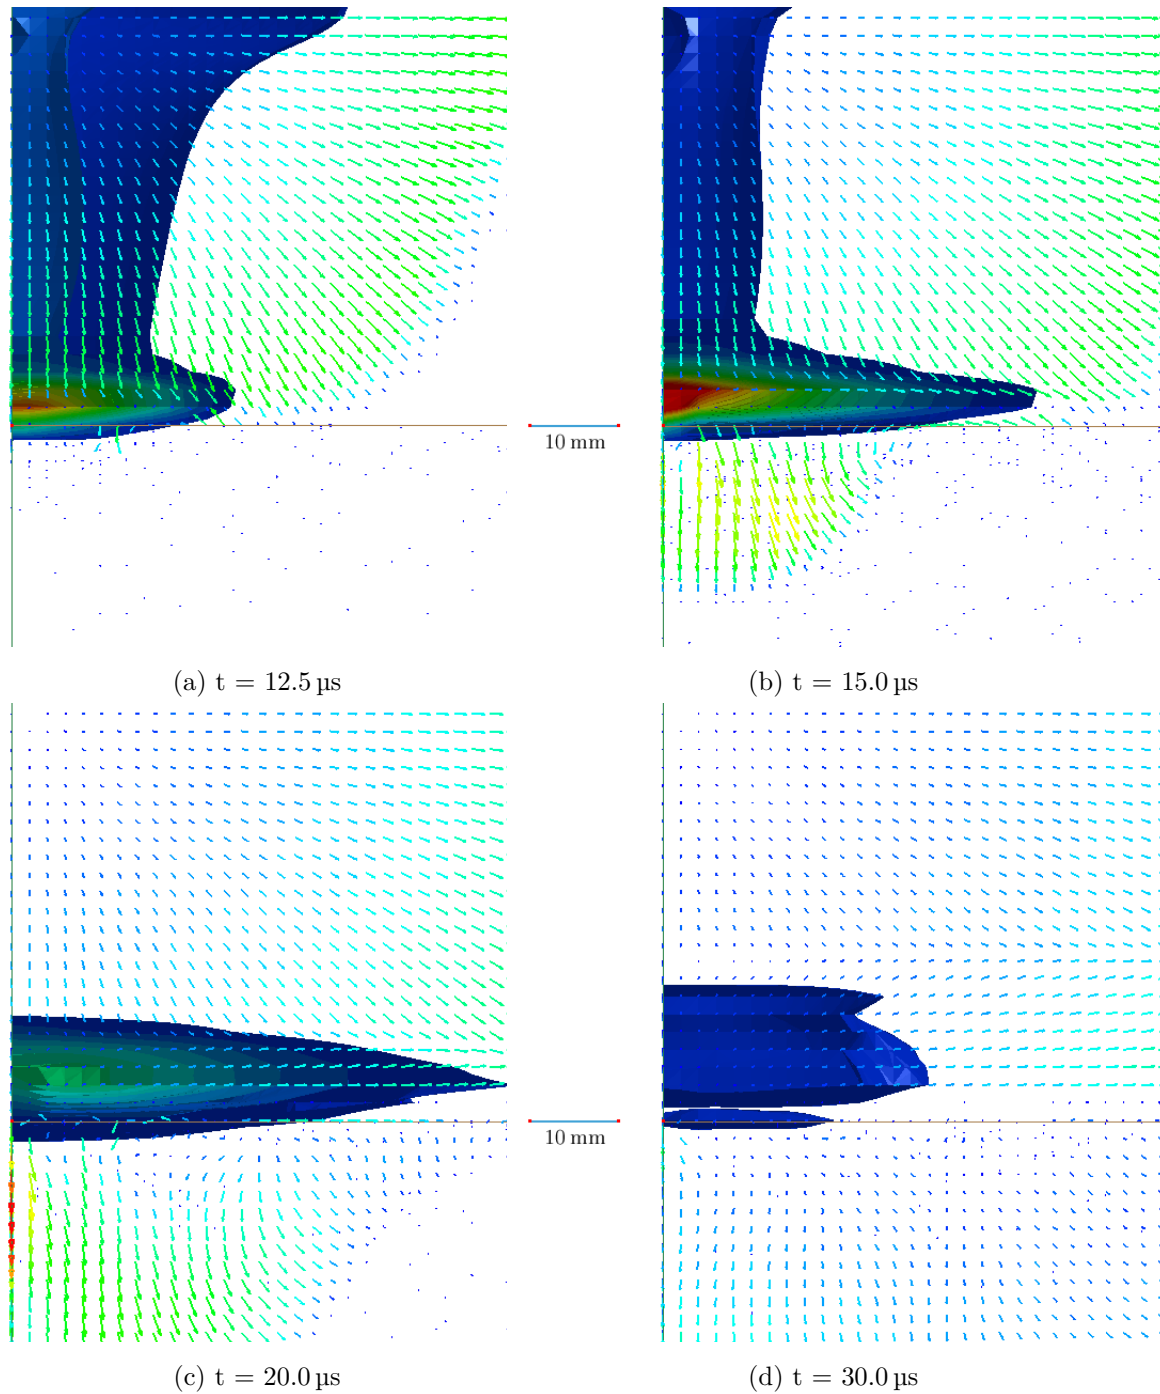 10 mm
(a) t = 12.5 µs
(b) t = 15.0 µs
10 mm
(c) t = 20.0 µs
(d) t = 30.0 µs